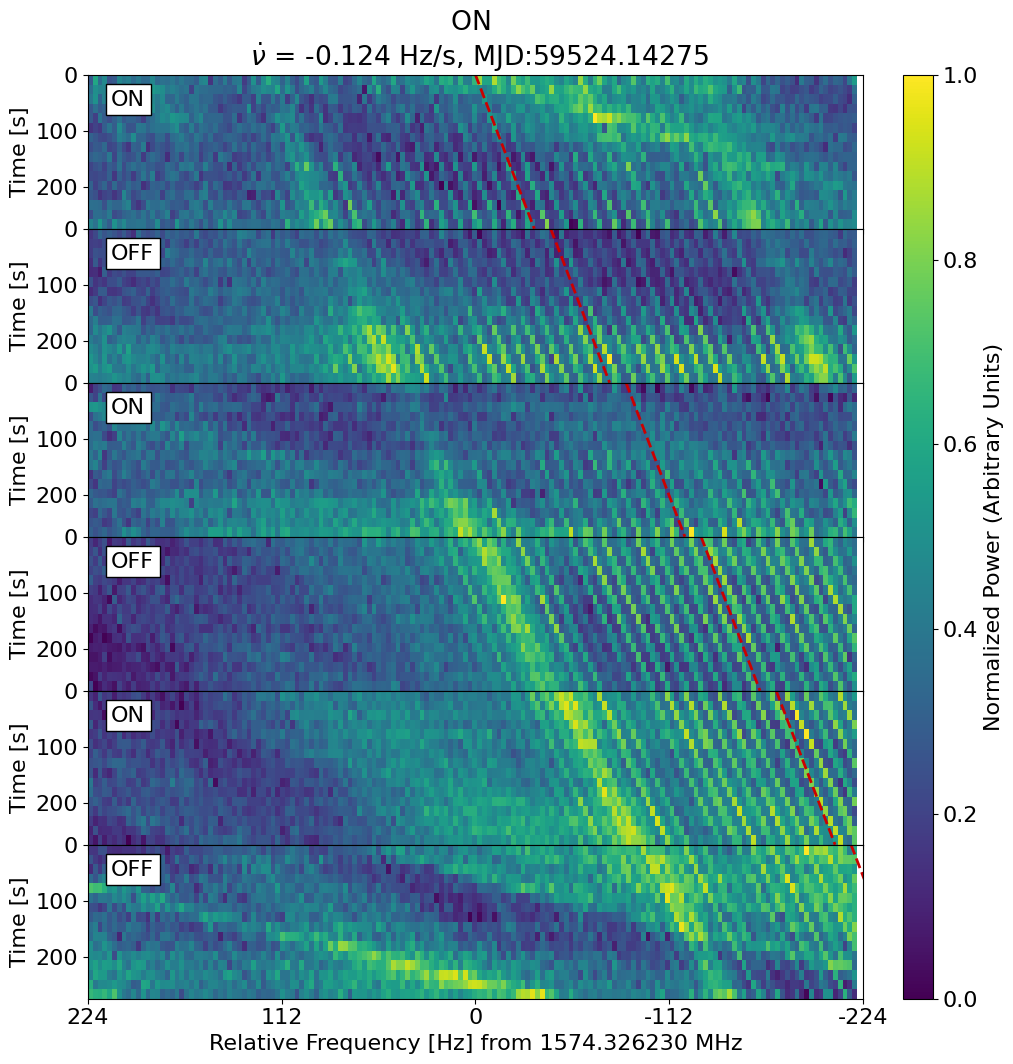 ON
ν̇ = -0.124 Hz/s, MJD:59524.14275
0
ON
100
200
Time [s]
0
OFF
100
200
Time [s]
0
ON
100
200
Time [s]
0
OFF
100
200
Time [s]
0
ON
100
200
Time [s]
0
OFF
100
200
Time [s]
224 112 0 -112 -224
Relative Frequency [Hz] from 1574.326230 MHz
1.0
0.8
0.6
0.4
0.2
0.0
Normalized Power (Arbitrary Units)